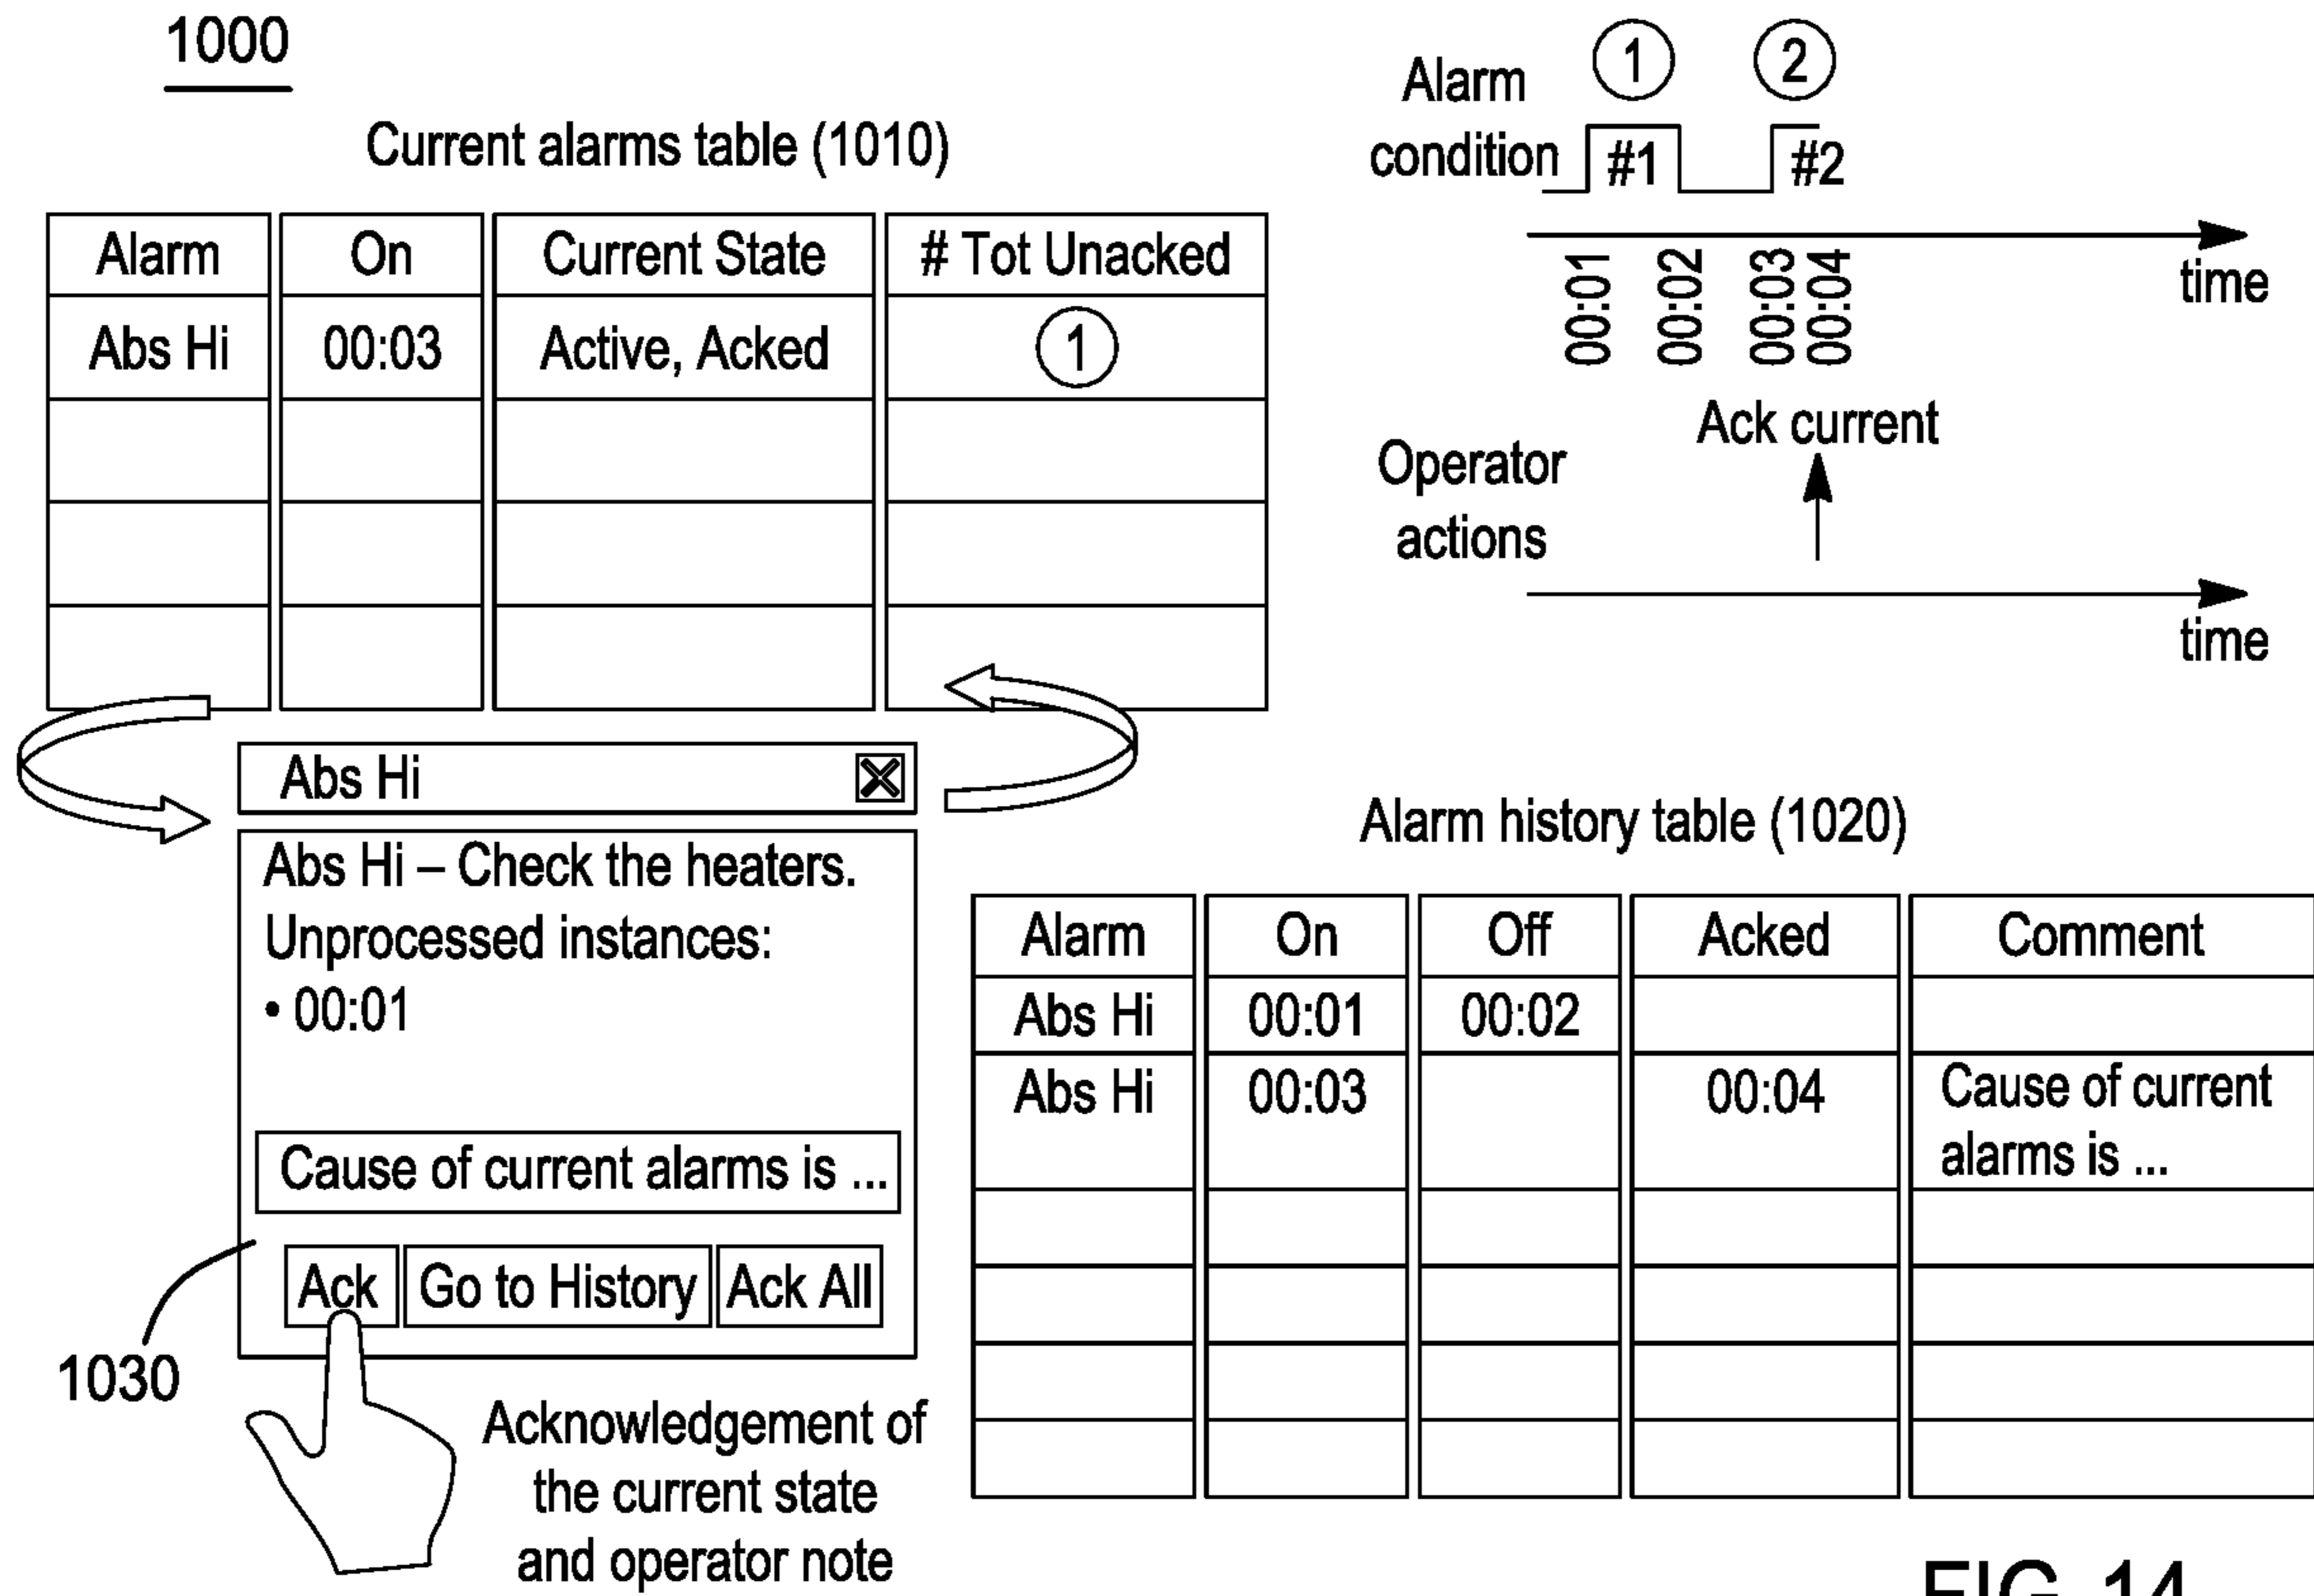 1000
Current alarms table (1010)
Alarm On Current State # Tot Unacked
Abs Hi 00:03 Active, Acked 1
1 2
Alarm
condition #1 #2
time
00:01 00:02 00:03 00:04
Ack current
Operator
actions
time
Abs Hi
Abs Hi – Check the heaters.
Unprocessed instances:
• 00:01
Cause of current alarms is ...
Ack Go to History Ack All
1030
Acknowledgement of
the current state
and operator note
Alarm history table (1020)
Alarm On Off Acked Comment
Abs Hi 00:01 00:02
Abs Hi 00:03 00:04 Cause of current
alarms is ...
FIG. 14